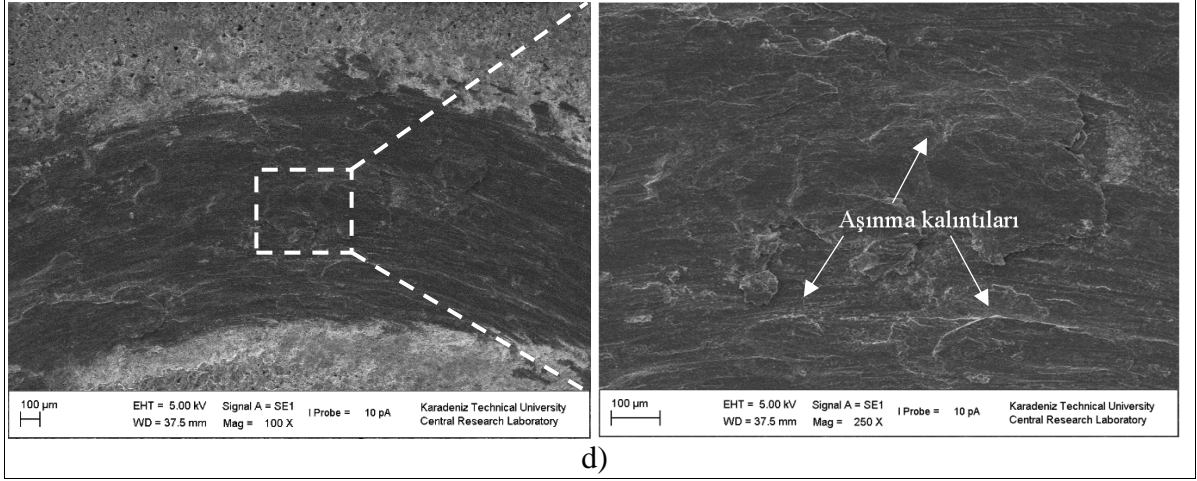 Aşınma kalıntıları
100 µm
EHT = 5.00 kV Signal A = SE1 I Probe = 10 pA Karadeniz Technical University
WD = 37.5 mm Mag = 100 X Central Research Laboratory
100 µm
EHT = 5.00 kV Signal A = SE1 I Probe = 10 pA Karadeniz Technical University
WD = 37.5 mm Mag = 250 X Central Research Laboratory
d)